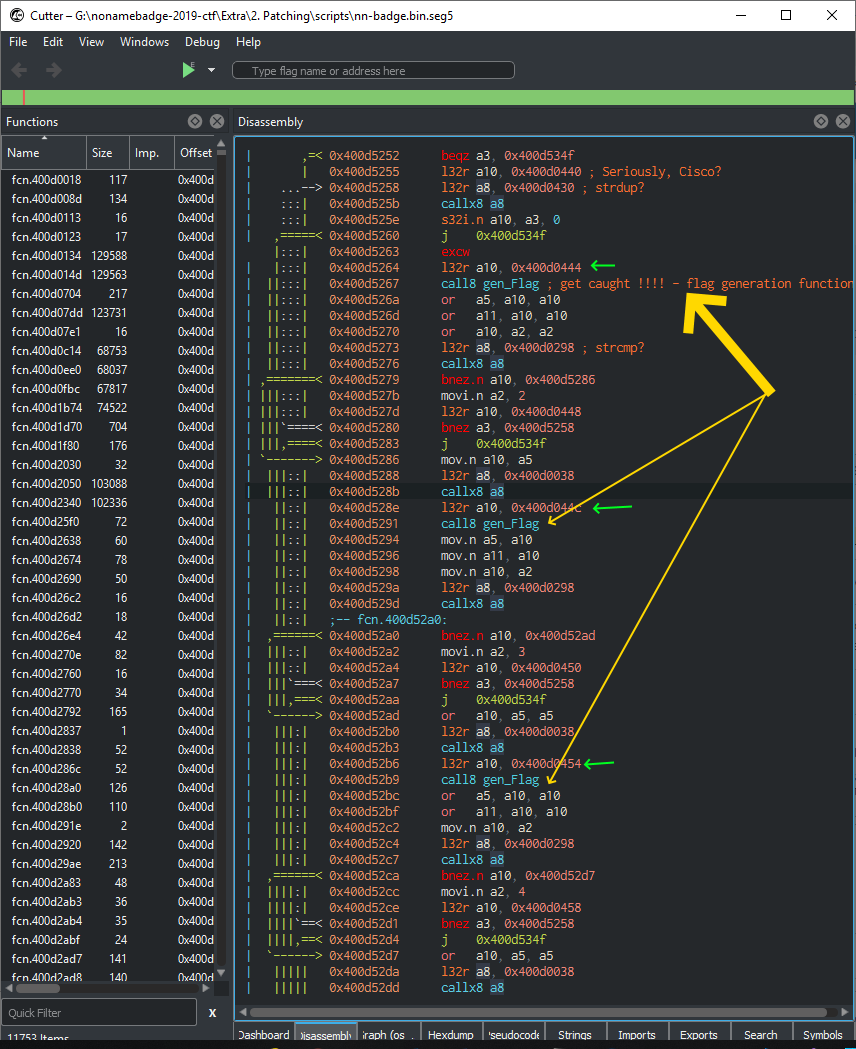 Cutter – G:\nonamebadge-2019-ctf\Extra\2. Patching\scripts\nn-badge.bin.seg5
File Edit View Windows Debug Help
Type flag name or address here
Functions
Name Size Imp. Offset
fcn.400d0018 117 0x400d
fcn.400d008d 134 0x400d
fcn.400d0113 16 0x400d
fcn.400d0123 17 0x400d
fcn.400d0134 129588 0x400d
fcn.400d014d 129563 0x400d
fcn.400d0704 217 0x400d
fcn.400d07dd 123731 0x400d
fcn.400d07e1 16 0x400d
fcn.400d0c14 68753 0x400d
fcn.400d0ee0 68037 0x400d
fcn.400d0fbc 67817 0x400d
fcn.400d1b74 74522 0x400d
fcn.400d1d70 704 0x400d
fcn.400d1f80 176 0x400d
fcn.400d2030 32 0x400d
fcn.400d2050 103088 0x400d
fcn.400d2340 102336 0x400d
fcn.400d25f0 72 0x400d
fcn.400d2638 60 0x400d
fcn.400d2674 78 0x400d
fcn.400d2690 50 0x400d
fcn.400d26c2 16 0x400d
fcn.400d26d2 18 0x400d
fcn.400d26e4 42 0x400d
fcn.400d270e 82 0x400d
fcn.400d2760 16 0x400d
fcn.400d2770 34 0x400d
fcn.400d2792 165 0x400d
fcn.400d2837 1 0x400d
fcn.400d2838 52 0x400d
fcn.400d286c 52 0x400d
fcn.400d28a0 126 0x400d
fcn.400d28b0 110 0x400d
fcn.400d291e 2 0x400d
fcn.400d2920 142 0x400d
fcn.400d29ae 213 0x400d
fcn.400d2a83 48 0x400d
fcn.400d2ab3 36 0x400d
fcn.400d2ab4 35 0x400d
fcn.400d2abf 24 0x400d
fcn.400d2ad7 141 0x400d
fcn.400d2ad8 140 0x400d
Quick Filter X
11753 Items
Disassembly
0x400d5252 beqz a3, 0x400d534f
0x400d5255 l32r a10, 0x400d0440 ; Seriously, Cisco?
0x400d5258 l32r a8, 0x400d0430 ; strdup?
0x400d525b callx8 a8
0x400d525e s32i.n a10, a3, 0
0x400d5260 j 0x400d534f
0x400d5263 excw
0x400d5264 l32r a10, 0x400d0444
0x400d5267 call8 gen_Flag ; get caught !!!! - flag generation function
0x400d526a or a5, a10, a10
0x400d526d or a11, a10, a10
0x400d5270 or a10, a2, a2
0x400d5273 l32r a8, 0x400d0298 ; strcmp?
0x400d5276 callx8 a8
0x400d5279 bnez.n a10, 0x400d5286
0x400d527b movi.n a2, 2
0x400d527d l32r a10, 0x400d0448
0x400d5280 bnez a3, 0x400d5258
0x400d5283 j 0x400d534f
0x400d5286 mov.n a10, a5
0x400d5288 l32r a8, 0x400d0038
0x400d528b callx8 a8
0x400d528e l32r a10, 0x400d044c
0x400d5291 call8 gen_Flag
0x400d5294 mov.n a5, a10
0x400d5296 mov.n a11, a10
0x400d5298 mov.n a10, a2
0x400d529a l32r a8, 0x400d0298
0x400d529d callx8 a8
;-- fcn.400d52a0:
0x400d52a0 bnez.n a10, 0x400d52ad
0x400d52a2 movi.n a2, 3
0x400d52a4 l32r a10, 0x400d0450
0x400d52a7 bnez a3, 0x400d5258
0x400d52aa j 0x400d534f
0x400d52ad or a10, a5, a5
0x400d52b0 l32r a8, 0x400d0038
0x400d52b3 callx8 a8
0x400d52b6 l32r a10, 0x400d0454
0x400d52b9 call8 gen_Flag
0x400d52bc or a5, a10, a10
0x400d52bf or a11, a10, a10
0x400d52c2 mov.n a10, a2
0x400d52c4 l32r a8, 0x400d0298
0x400d52c7 callx8 a8
0x400d52ca bnez.n a10, 0x400d52d7
0x400d52cc movi.n a2, 4
0x400d52ce l32r a10, 0x400d0458
0x400d52d1 bnez a3, 0x400d5258
0x400d52d4 j 0x400d534f
0x400d52d7 or a10, a5, a5
0x400d52da l32r a8, 0x400d0038
0x400d52dd callx8 a8
Dashboard Disassembly Graph (os Hexdump Pseudocode Strings Imports Exports Search Symbols